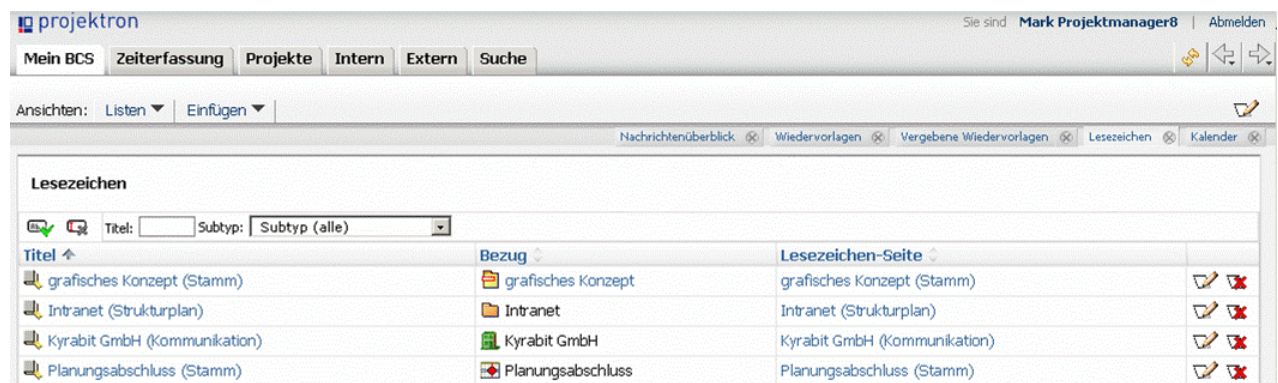 projektron
Sie sind Mark Projektmanager8 | Abmelden
Mein BCS Zeiterfassung Projekte Intern Extern Suche
Ansichten: Listen Einfügen
Nachrichtenüberblick Wiedervorlagen Vergebene Wiedervorlagen Lesezeichen Kalender
Lesezeichen
Titel: Subtyp: Subtyp (alle)
Titel Bezug Lesezeichen-Seite
grafisches Konzept (Stamm) grafisches Konzept grafisches Konzept (Stamm)
Intranet (Strukturplan) Intranet Intranet (Strukturplan)
Kyrabit GmbH (Kommunikation) Kyrabit GmbH Kyrabit GmbH (Kommunikation)
Planungsabschluss (Stamm) Planungsabschluss Planungsabschluss (Stamm)